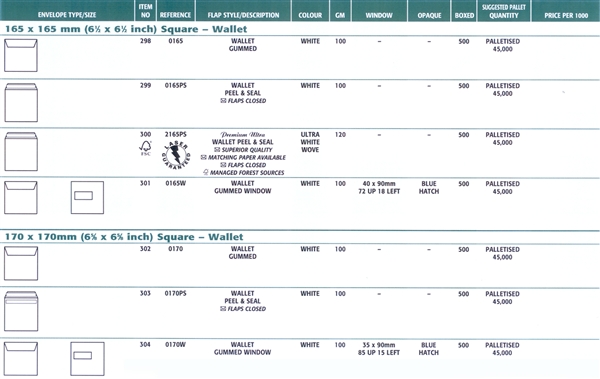 ENVELOPE TYPE/SIZE ITEM NO REFERENCE FLAP STYLE/DESCRIPTION COLOUR GM WINDOW OPAQUE BOXED SUGGESTED PALLET QUANTITY PRICE PER 1000
165 x 165 mm (6½ x 6½ inch) Square – Wallet
298 0165 WALLET WHITE 100 – – 500 PALLETISED
GUMMED 45,000
299 0165PS WALLET WHITE 100 – – 500 PALLETISED
PEEL & SEAL 45,000
☒ FLAPS CLOSED
300 2165PS Premium Ultra ULTRA 120 – – 500 PALLETISED
WALLET PEEL & SEAL WHITE 45,000
☒ SUPERIOR QUALITY WOVE
☒ MATCHING PAPER AVAILABLE
☒ FLAPS CLOSED
MANAGED FOREST SOURCES
FSC
LASER GUARANTEED
301 0165W WALLET WHITE 100 40 x 90mm BLUE 500 PALLETISED
GUMMED WINDOW 72 UP 18 LEFT HATCH 45,000
170 x 170mm (6¾ x 6¾ inch) Square – Wallet
302 0170 WALLET WHITE 100 – – 500 PALLETISED
GUMMED 45,000
303 0170PS WALLET WHITE 100 – – 500 PALLETISED
PEEL & SEAL 45,000
☒ FLAPS CLOSED
304 0170W WALLET WHITE 100 35 x 90mm BLUE 500 PALLETISED
GUMMED WINDOW 85 UP 15 LEFT HATCH 45,000